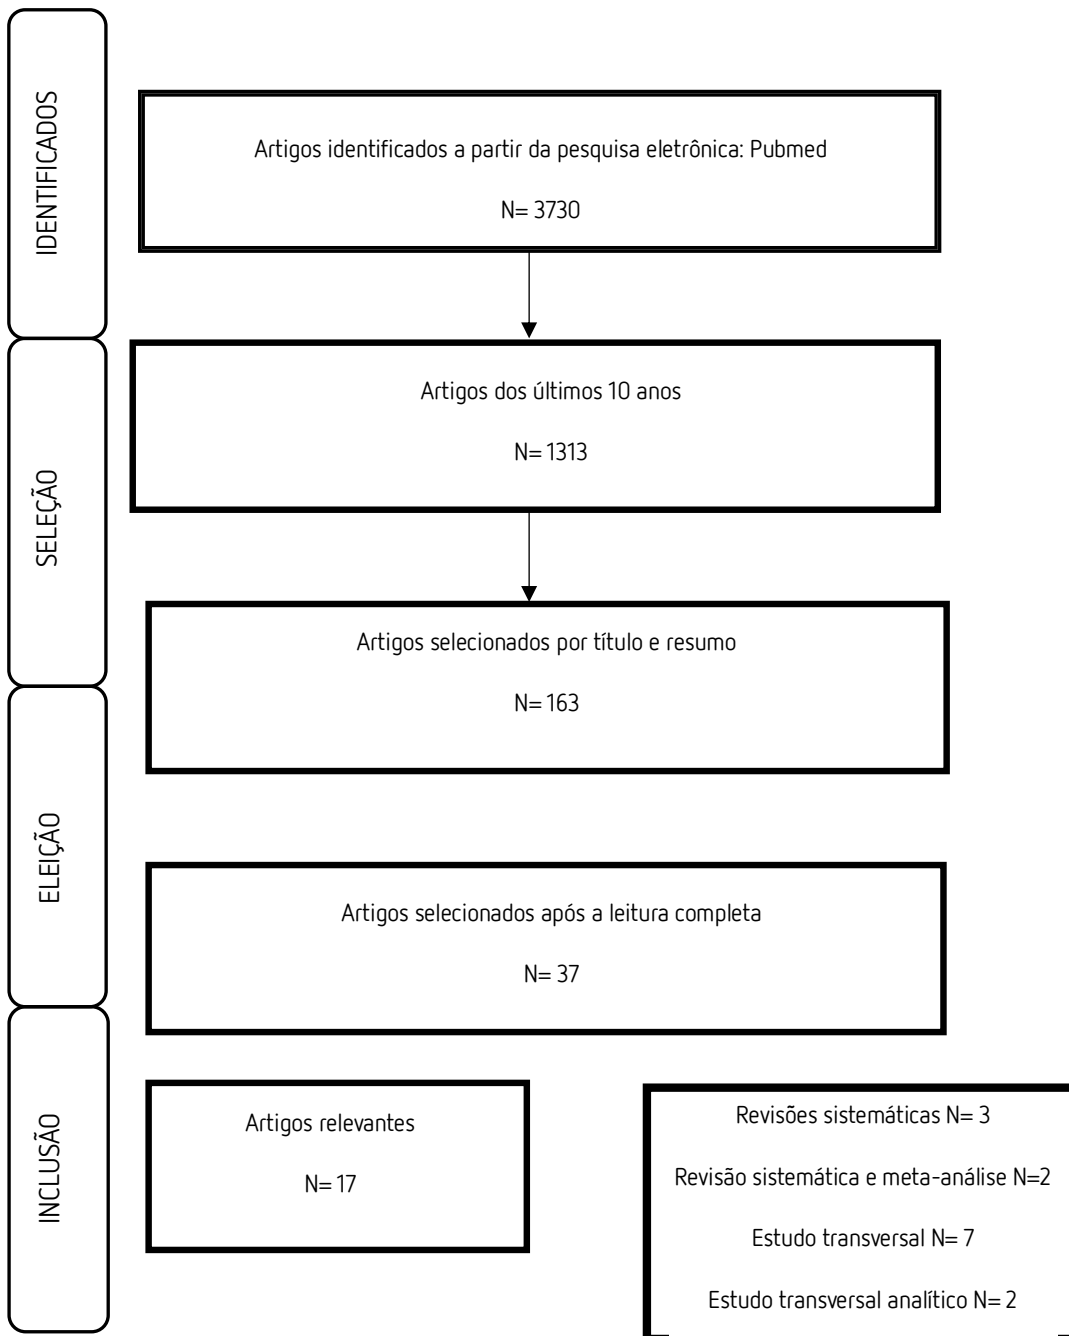 IDENTIFICADOS
Artigos identificados a partir da pesquisa eletrônica: Pubmed
N= 3730
SELEÇÃO
Artigos dos últimos 10 anos
N= 1313
Artigos selecionados por título e resumo
N= 163
ELEIÇÃO
Artigos selecionados após a leitura completa
N= 37
INCLUSÃO
Artigos relevantes
N= 17
Revisões sistemáticas N= 3
Revisão sistemática e meta-análise N=2
Estudo transversal N= 7
Estudo transversal analítico N= 2